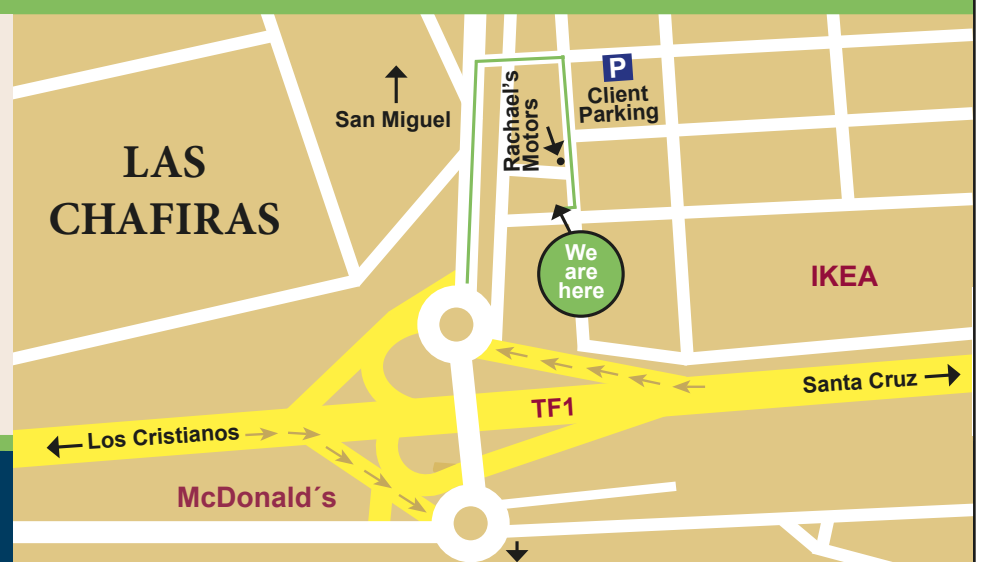 P
Client
Parking
San Miguel
Rachael's
Motors
LAS
CHAFIRAS
We
are
here
IKEA
Santa Cruz
TF1
Los Cristianos
McDonald´s